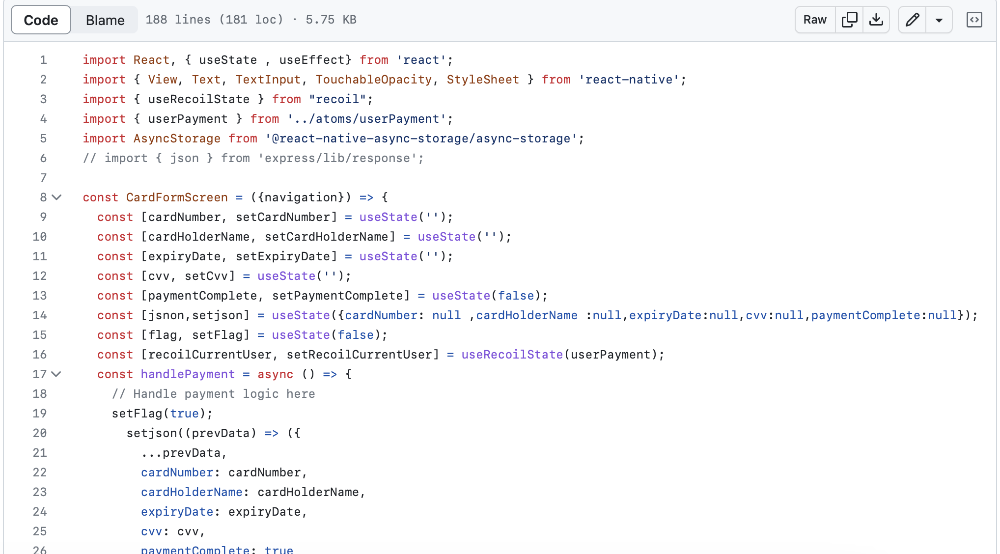 Code Blame 188 lines (181 loc) · 5.75 KB Raw
1 import React, { useState , useEffect} from 'react';
2 import { View, Text, TextInput, TouchableOpacity, StyleSheet } from 'react-native';
3 import { useRecoilState } from "recoil";
4 import { userPayment } from '../atoms/userPayment';
5 import AsyncStorage from '@react-native-async-storage/async-storage';
6 // import { json } from 'express/lib/response';
7
8 const CardFormScreen = ({navigation}) => {
9 const [cardNumber, setCardNumber] = useState('');
10 const [cardHolderName, setCardHolderName] = useState('');
11 const [expiryDate, setExpiryDate] = useState('');
12 const [cvv, setCvv] = useState('');
13 const [paymentComplete, setPaymentComplete] = useState(false);
14 const [jsnon,setjson] = useState({cardNumber: null ,cardHolderName :null,expiryDate:null,cvv:null,paymentComplete:null});
15 const [flag, setFlag] = useState(false);
16 const [recoilCurrentUser, setRecoilCurrentUser] = useRecoilState(userPayment);
17 const handlePayment = async () => {
18 // Handle payment logic here
19 setFlag(true);
20 setjson((prevData) => ({
21 ...prevData,
22 cardNumber: cardNumber,
23 cardHolderName: cardHolderName,
24 expiryDate: expiryDate,
25 cvv: cvv,
26 paymentComplete: true